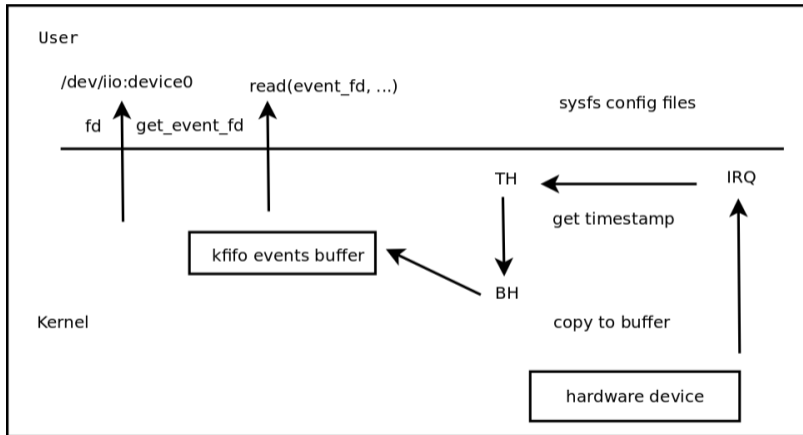 User
/dev/iio:device0
read(event_fd, ...)
sysfs config files
fd
get_event_fd
TH
IRQ
get timestamp
kfifo events buffer
BH
Kernel
copy to buffer
hardware device